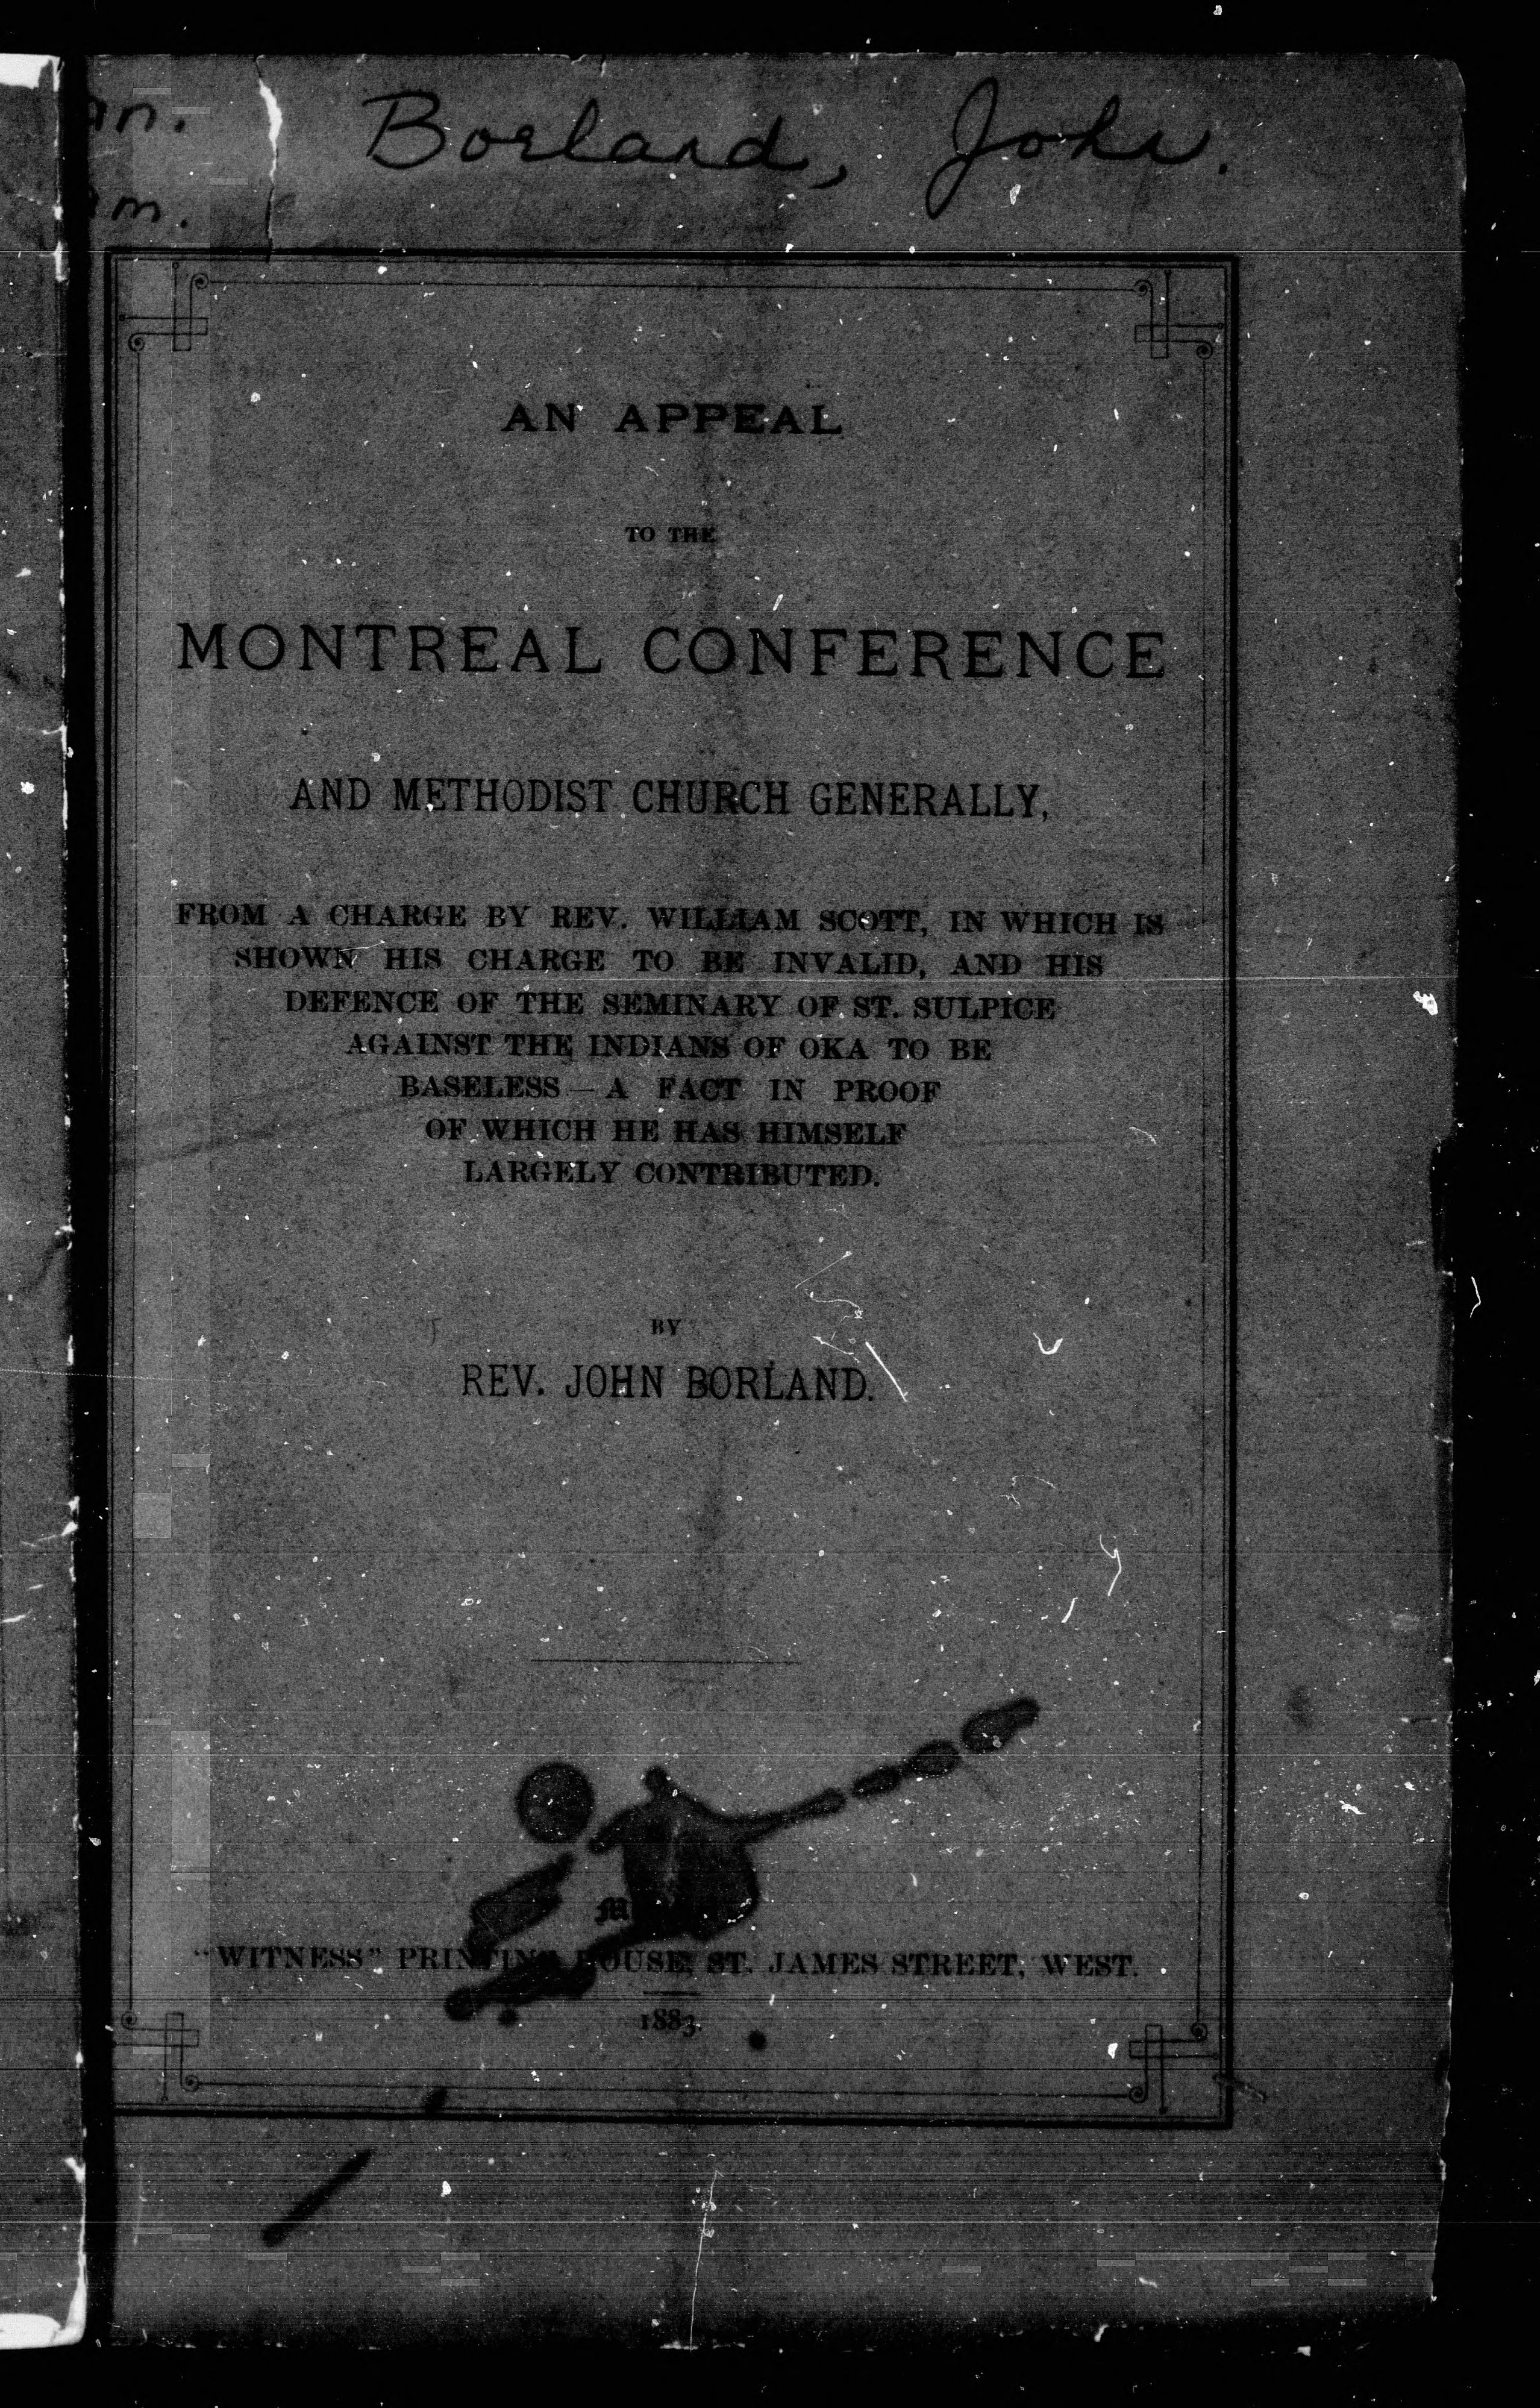 an.
m.
Borland, John.
AN APPEAL
TO THE
MONTREAL CONFERENCE
AND METHODIST CHURCH GENERALLY,
FROM A CHARGE BY REV. WILLIAM SCOTT, IN WHICH IS
SHOWN HIS CHARGE TO BE INVALID, AND HIS
DEFENCE OF THE SEMINARY OF ST. SULPICE
AGAINST THE INDIANS OF OKA TO BE
BASELESS — A FACT IN PROOF
OF WHICH HE HAS HIMSELF
LARGELY CONTRIBUTED.
BY
REV. JOHN BORLAND.
"WITNESS" PRINTING HOUSE, ST. JAMES STREET, WEST.
1883.